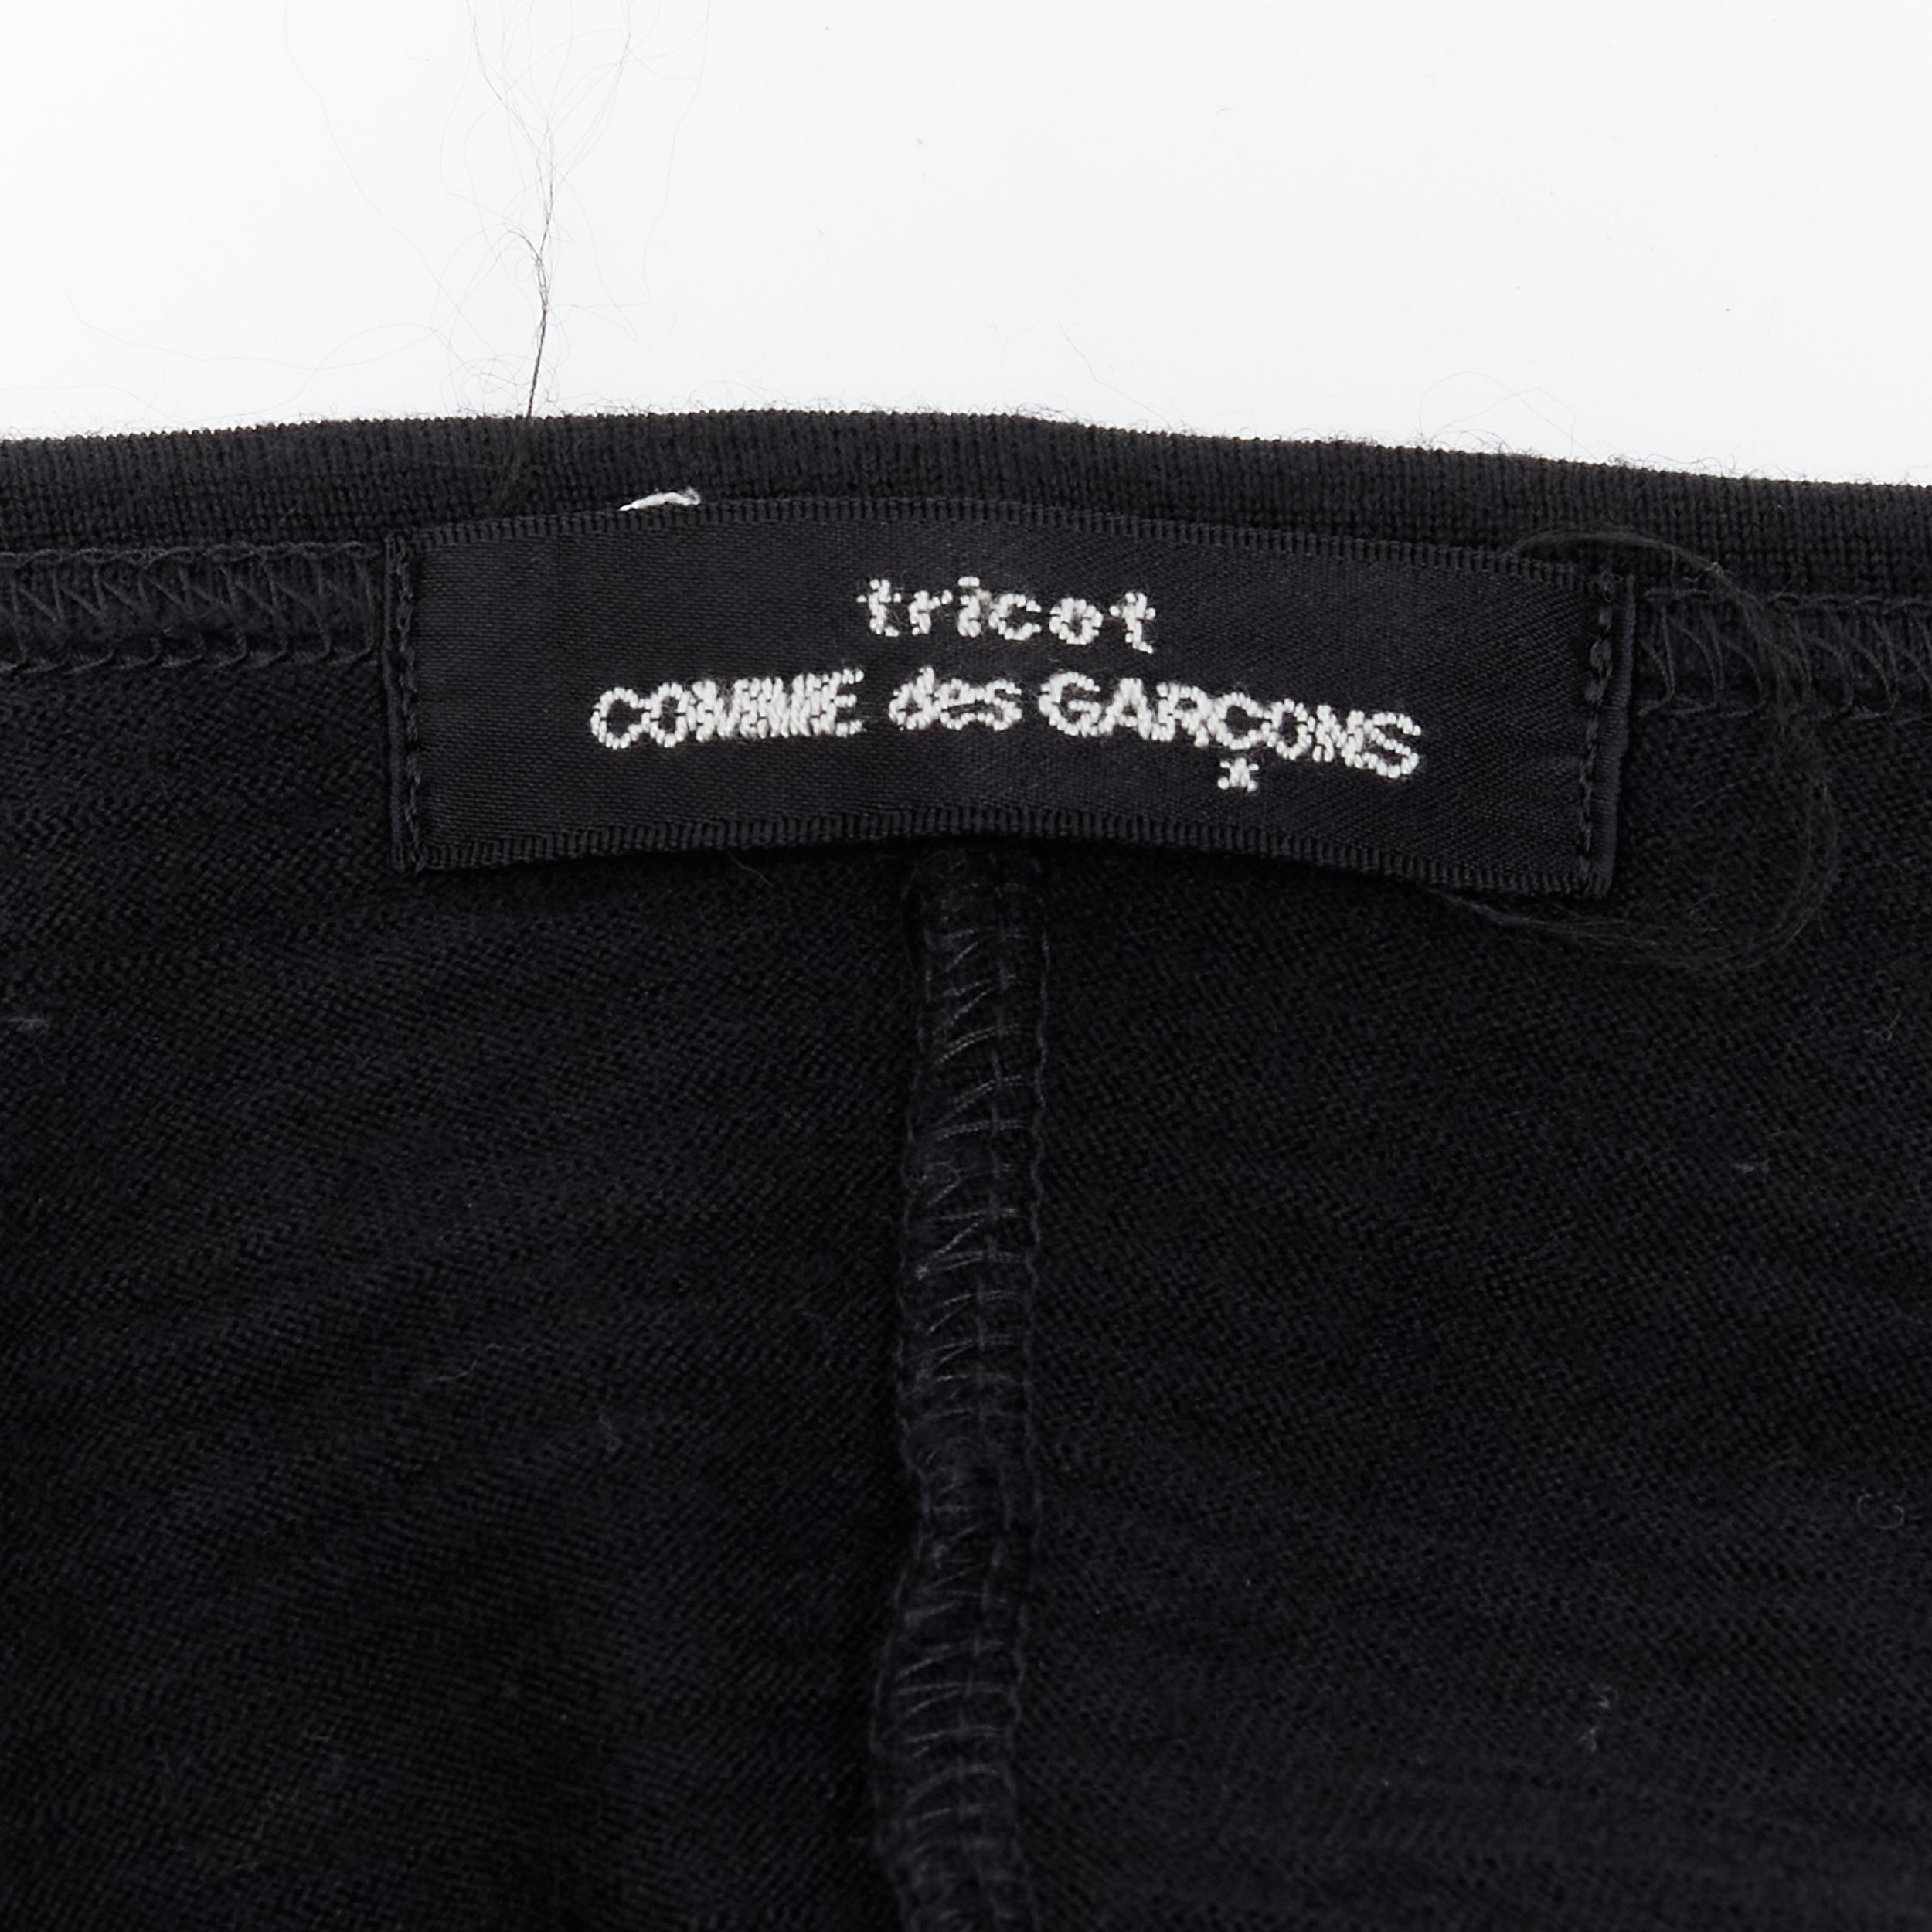 tricot
COMME des GARÇONS
*